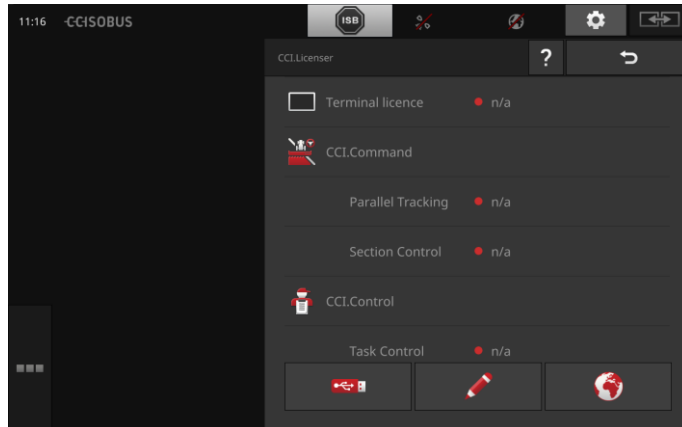 11:16 CCISOBUS ISB
CCI.Licenser ?
Terminal licence n/a
CCI.Command
Parallel Tracking n/a
Section Control n/a
CCI.Control
Task Control n/a